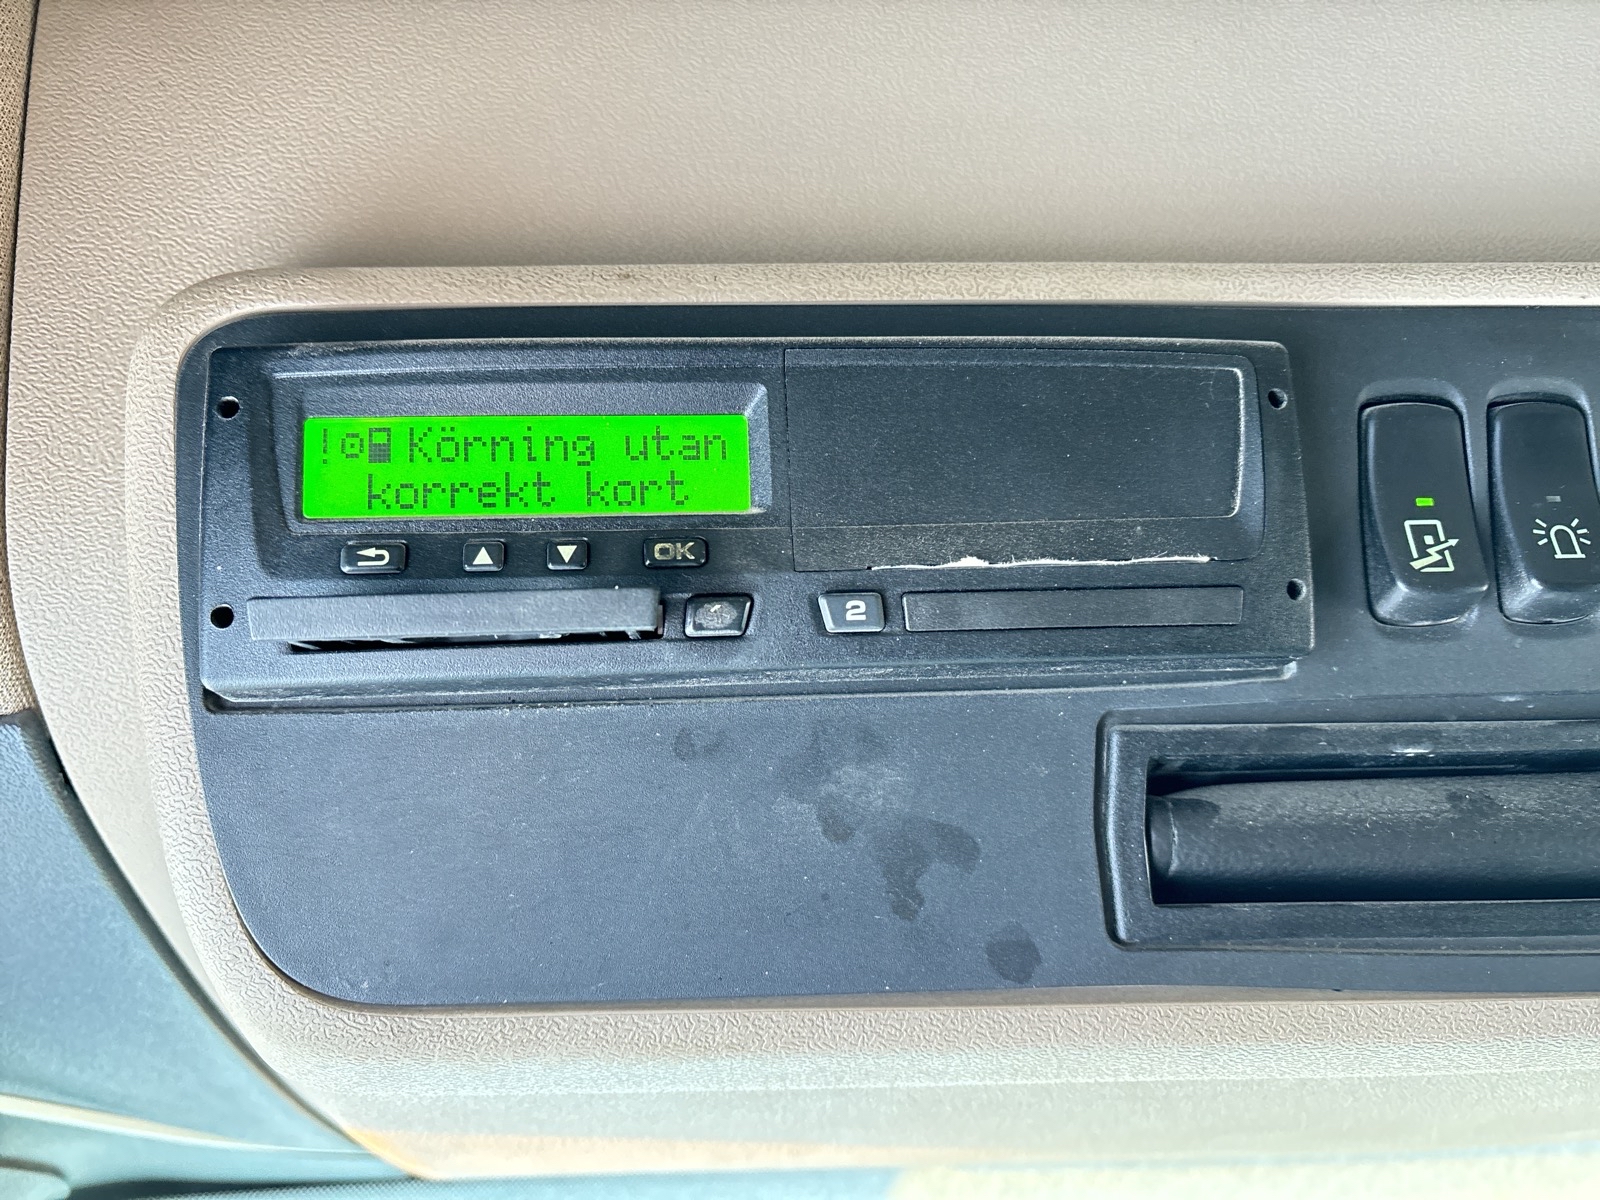 ! Körning utan
korrekt kort
OK
2